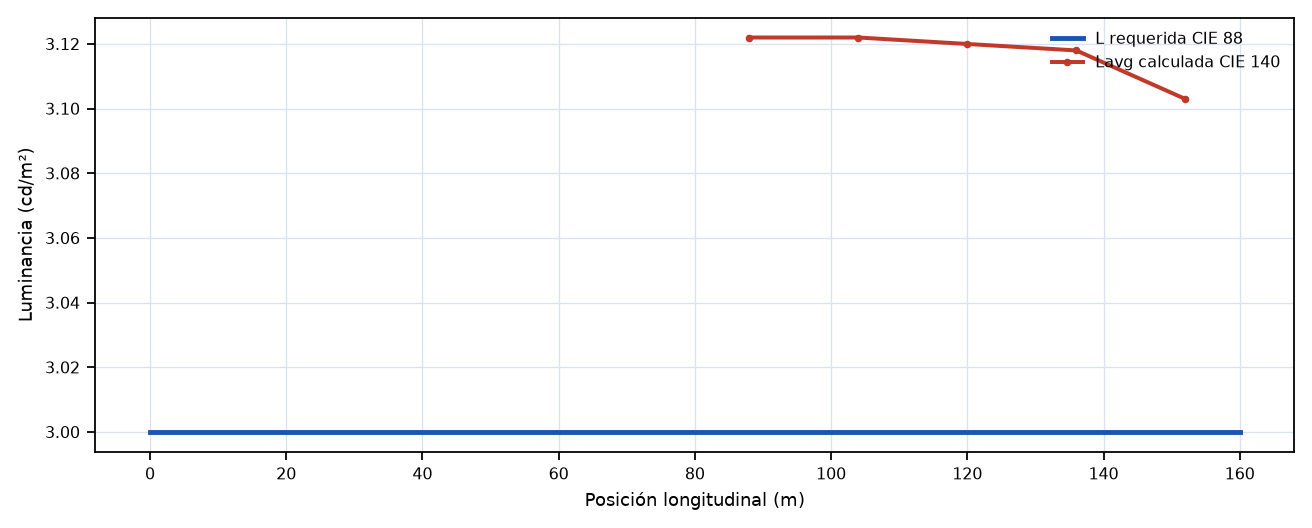 L requerida CIE 88
Lavg calculada CIE 140
Luminancia (cd/m²)
3.12
3.10
3.08
3.06
3.04
3.02
3.00
0 20 40 60 80 100 120 140 160
Posición longitudinal (m)